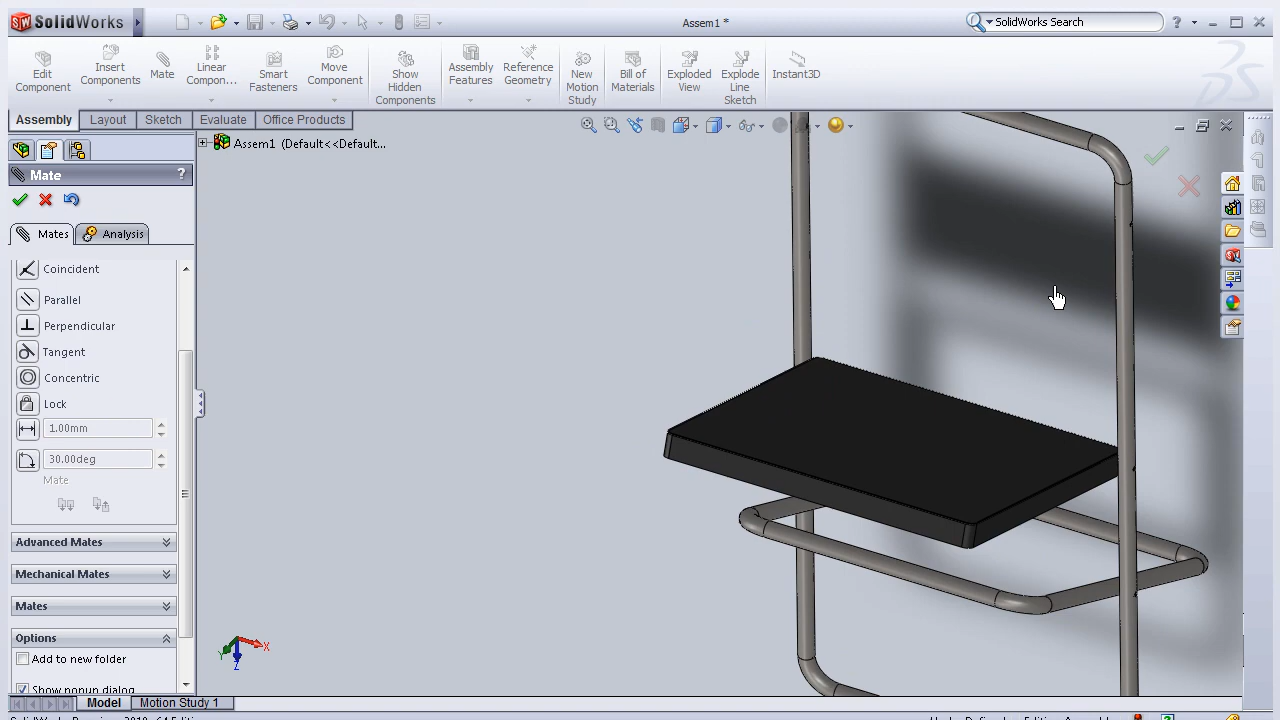 SolidWorks
Assem1 *
SolidWorks Search
Edit Component
Insert Components
Mate
Linear Compon...
Smart Fasteners
Move Component
Show Hidden Components
Assembly Features
Reference Geometry
New Motion Study
Bill of Materials
Exploded View
Explode Line Sketch
Instant3D
Assembly
Layout
Sketch
Evaluate
Office Products
Assem1 (Default<<Default...
Mate
?
Mates
Analysis
Coincident
Parallel
Perpendicular
Tangent
Concentric
Lock
1.00mm
30.00deg
Mate
Advanced Mates
Mechanical Mates
Mates
Options
Add to new folder
Show popup dialog
X
Y
Z
Model
Motion Study 1